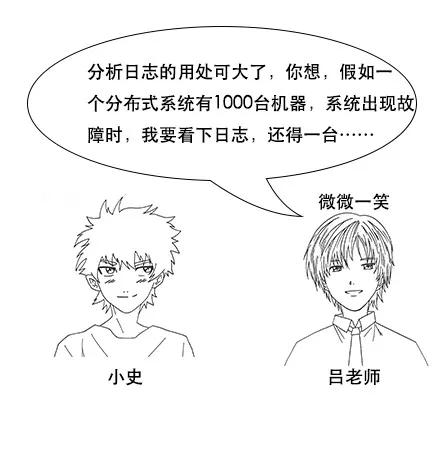 分析日志的用处可大了，你想，假如一
个分布式系统有1000台机器，系统出现故
障时，我要看下日志，还得一台……
微微一笑
小史
吕老师